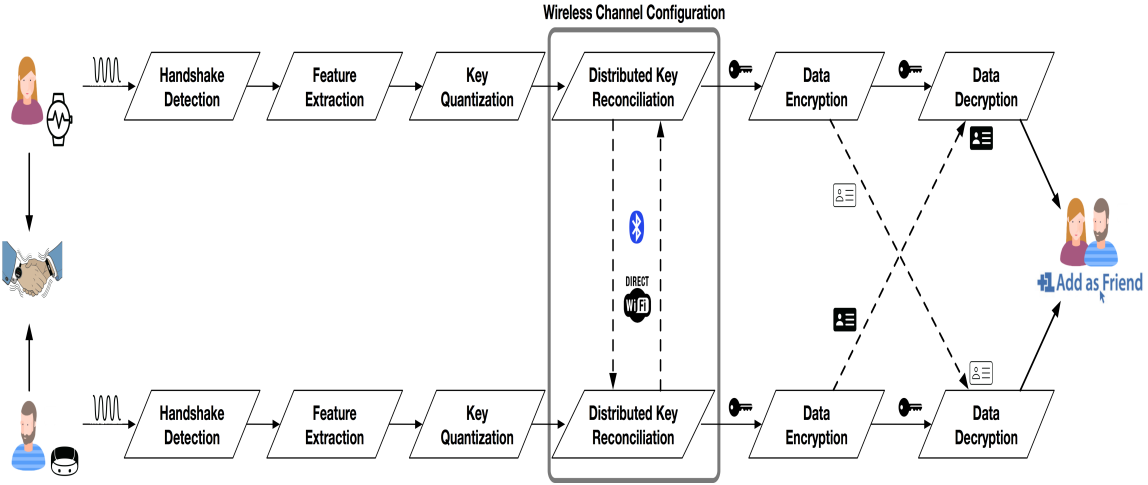 Wireless Channel Configuration
Handshake
Detection
Feature
Extraction
Key
Quantization
Distributed Key
Reconciliation
Data
Encryption
Data
Decryption
DIRECT
Wi Fi
+1 Add as Friend
Handshake
Detection
Feature
Extraction
Key
Quantization
Distributed Key
Reconciliation
Data
Encryption
Data
Decryption